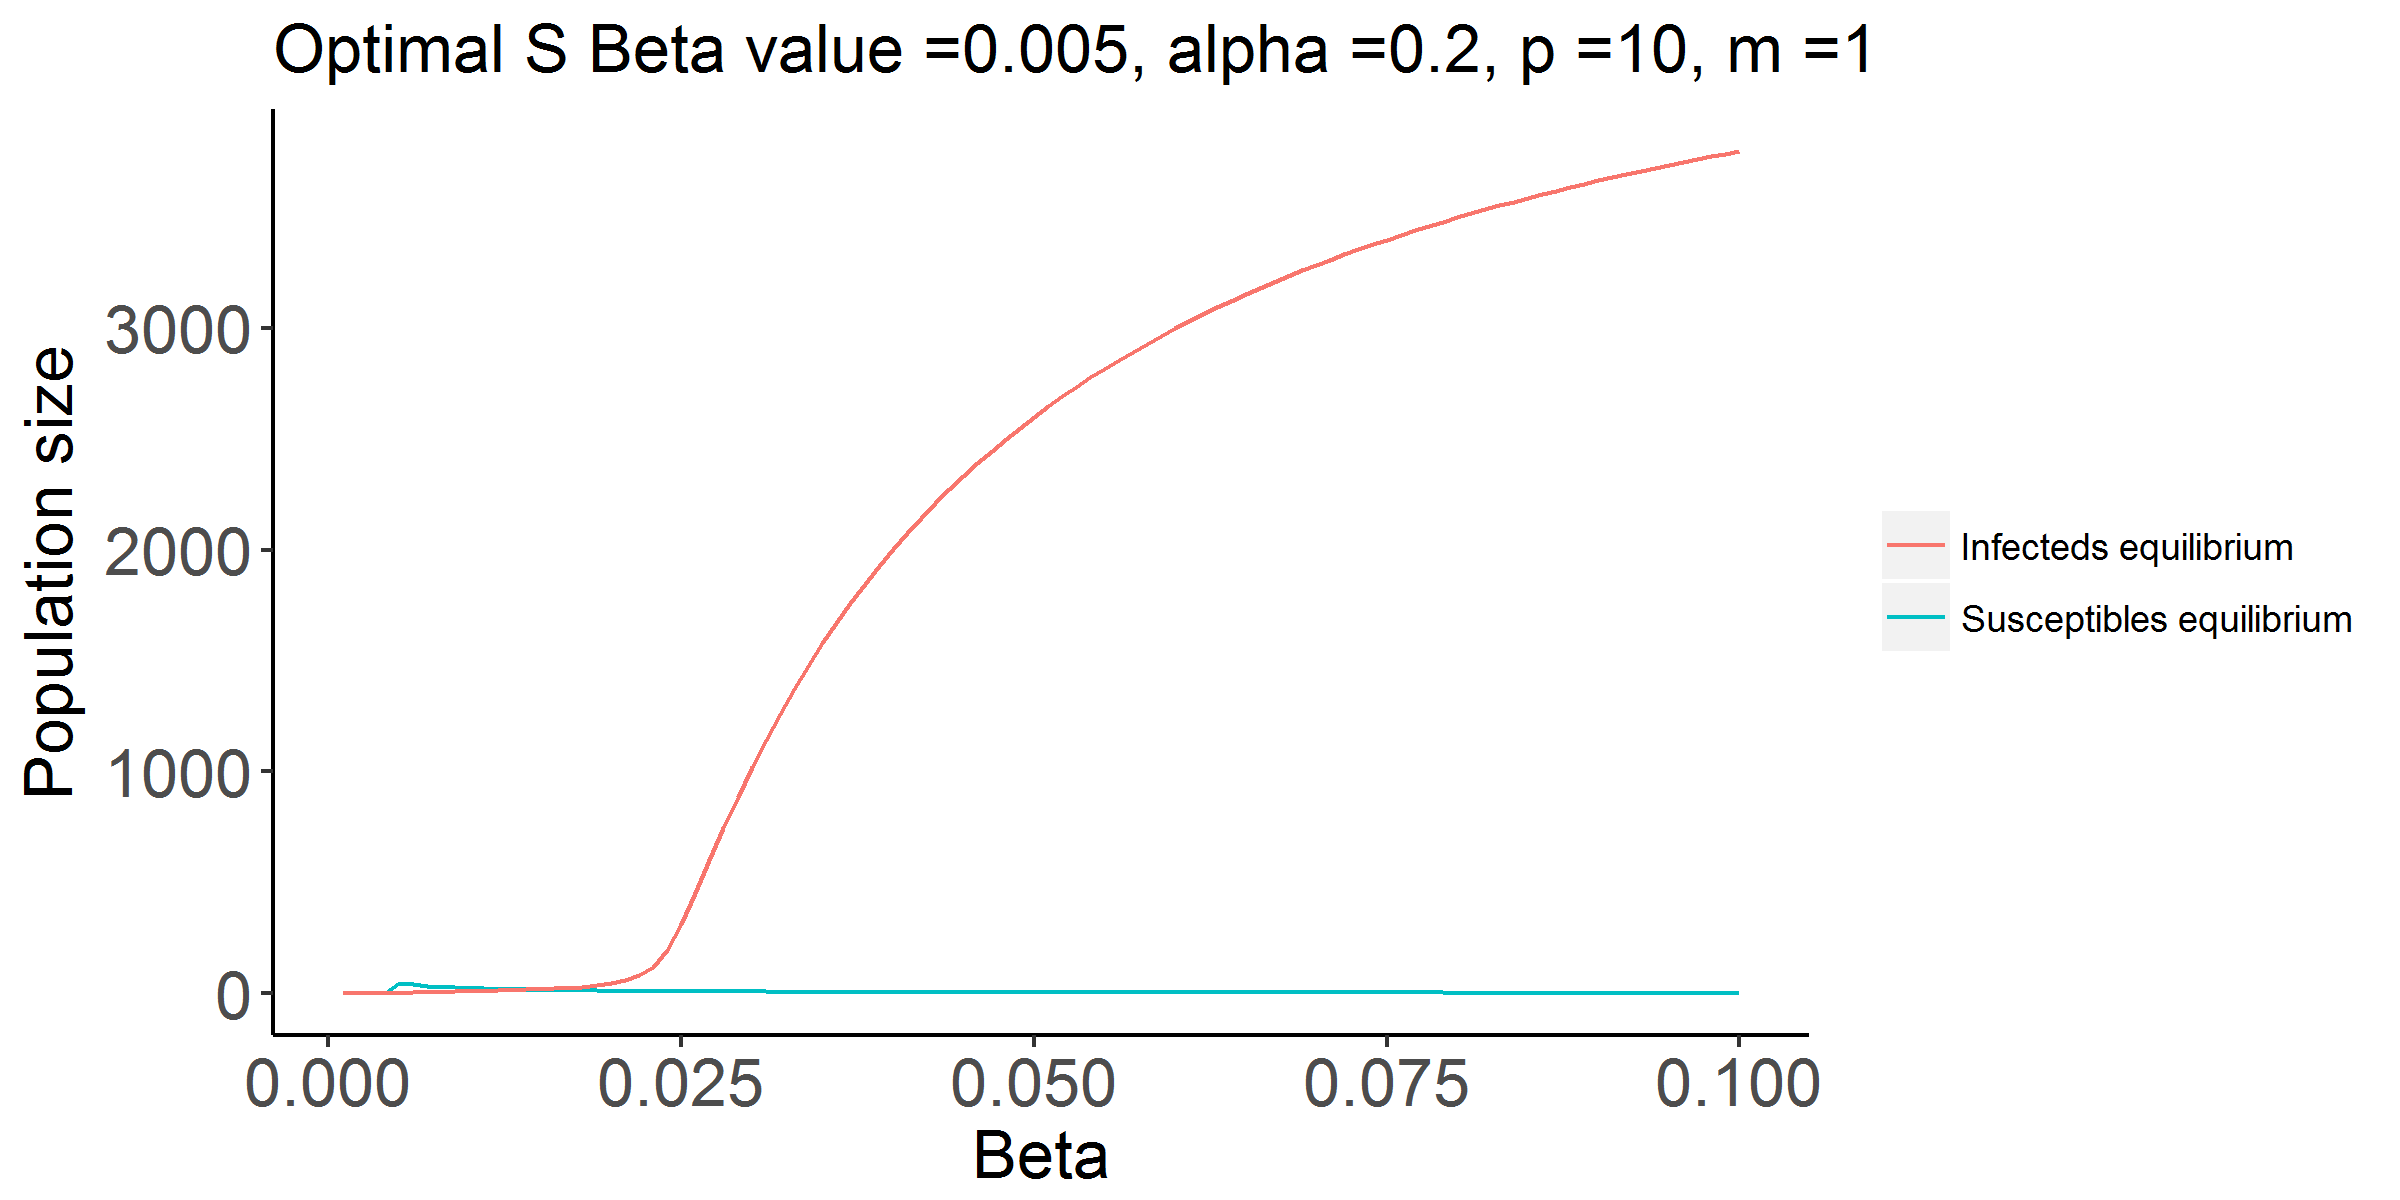 Optimal S Beta value =0.005, alpha =0.2, p =10, m =1
Population size
3000
2000
1000
0
0.000 0.025 0.050 0.075 0.100
Beta
Infecteds equilibrium
Susceptibles equilibrium